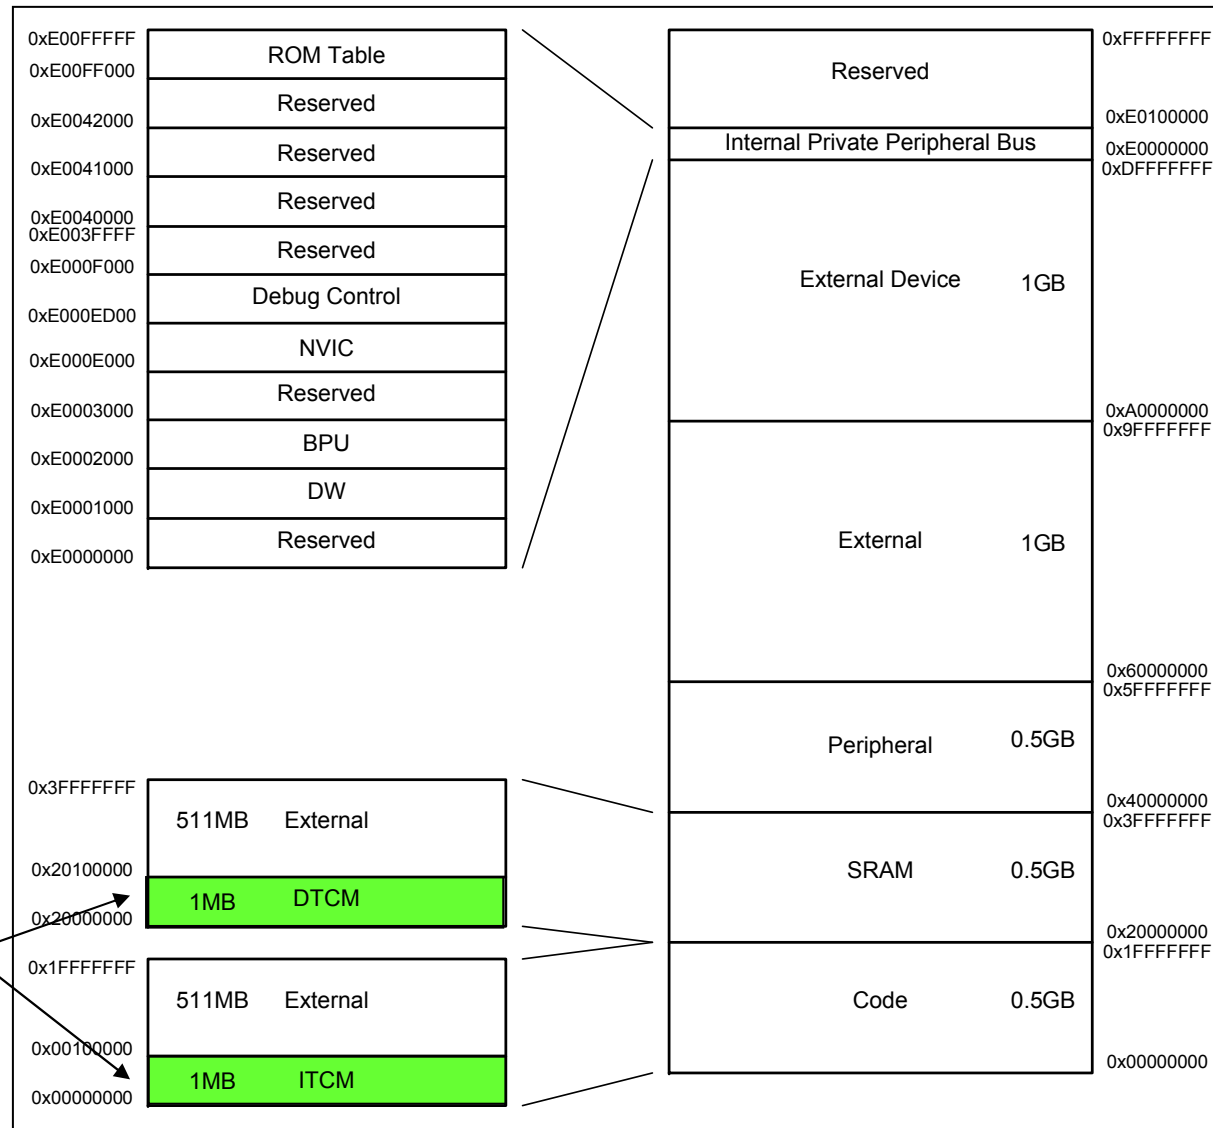 0xE00FFFFF
ROM Table
0xE00FF000
Reserved
0xE0042000
Reserved
0xE0041000
Reserved
0xE0040000
0xE003FFFF
Reserved
0xE000F000
Debug Control
0xE000ED00
NVIC
0xE000E000
Reserved
0xE0003000
BPU
0xE0002000
DW
0xE0001000
Reserved
0xE0000000
0x3FFFFFFF
511MB External
0x20100000
1MB DTCM
0x20000000
0x1FFFFFFF
511MB External
0x00100000
1MB ITCM
0x00000000
0xFFFFFFFF
Reserved
0xE0100000
Internal Private Peripheral Bus
0xE0000000
0xDFFFFFFF
External Device 1GB
0xA0000000
0x9FFFFFFF
External 1GB
0x60000000
0x5FFFFFFF
Peripheral 0.5GB
0x40000000
0x3FFFFFFF
SRAM 0.5GB
0x20000000
0x1FFFFFFF
Code 0.5GB
0x00000000